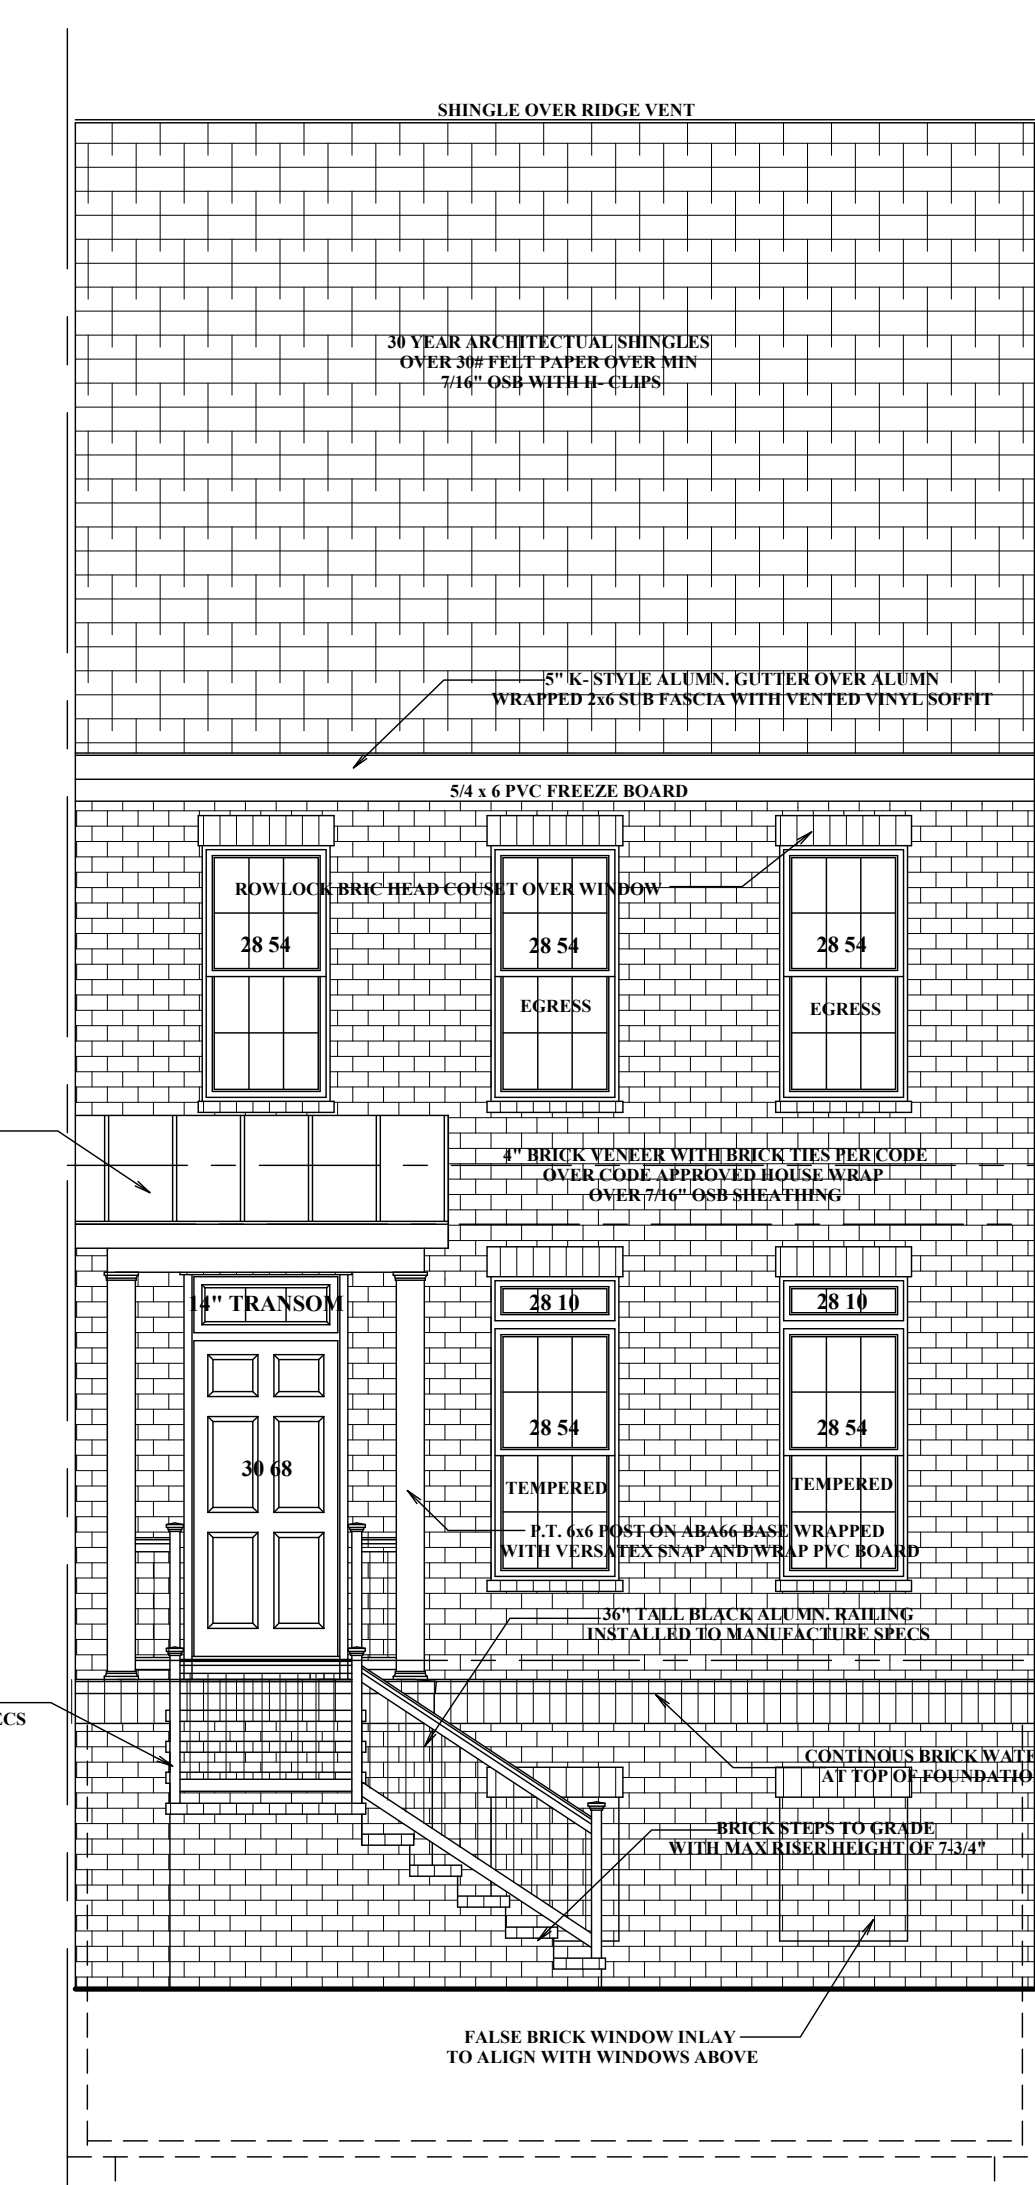 SHINGLE OVER RIDGE VENT
30 YEAR ARCHITECTUAL SHINGLES
OVER 30# FELT PAPER OVER MIN
7/16" OSB WITH H- CLIPS
5" K- STYLE ALUMN. GUTTER OVER ALUMN
WRAPPED 2x6 SUB FASCIA WITH VENTED VINYL SOFFIT
5/4 x 6 PVC FREEZE BOARD
ROWLOCK BRIC HEAD COUSET OVER WINDOW
28 54
28 54
28 54
EGRESS
EGRESS
4" BRICK VENEER WITH BRICK TIES PER CODE
OVER CODE APPROVED HOUSE WRAP
OVER 7/16" OSB SHEATHING
14" TRANSOM
28 10
28 10
28 54
28 54
30 68
TEMPERED
TEMPERED
P.T. 6x6 POST ON ABA66 BASE WRAPPED
WITH VERSATEX SNAP AND WRAP PVC BOARD
36" TALL BLACK ALUMN. RAILING
INSTALLED TO MANUFACTURE SPECS
ECS
CONTINOUS BRICK WATE
AT TOP OF FOUNDATIO
BRICK STEPS TO GRADE
WITH MAX RISER HEIGHT OF 7-3/4"
FALSE BRICK WINDOW INLAY
TO ALIGN WITH WINDOWS ABOVE